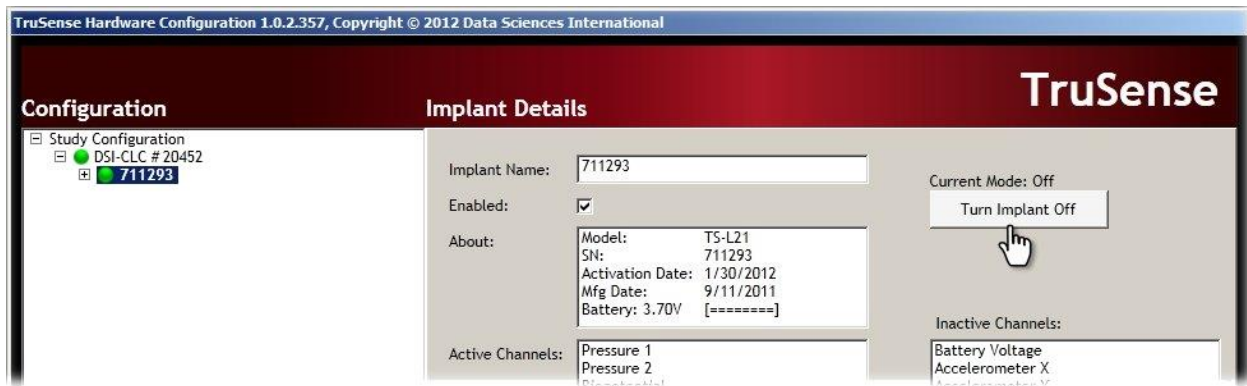 TruSense Hardware Configuration 1.0.2.357, Copyright © 2012 Data Sciences International
TruSense
Configuration
Implant Details
Study Configuration
DSI-CLC # 20452
711293
Implant Name: 711293
Enabled:
About:
Model: TS-L21
SN: 711293
Activation Date: 1/30/2012
Mfg Date: 9/11/2011
Battery: 3.70V [========]
Current Mode: Off
Turn Implant Off
Active Channels:
Pressure 1
Pressure 2
Biopotential
Inactive Channels:
Battery Voltage
Accelerometer X
Accelerometer Y